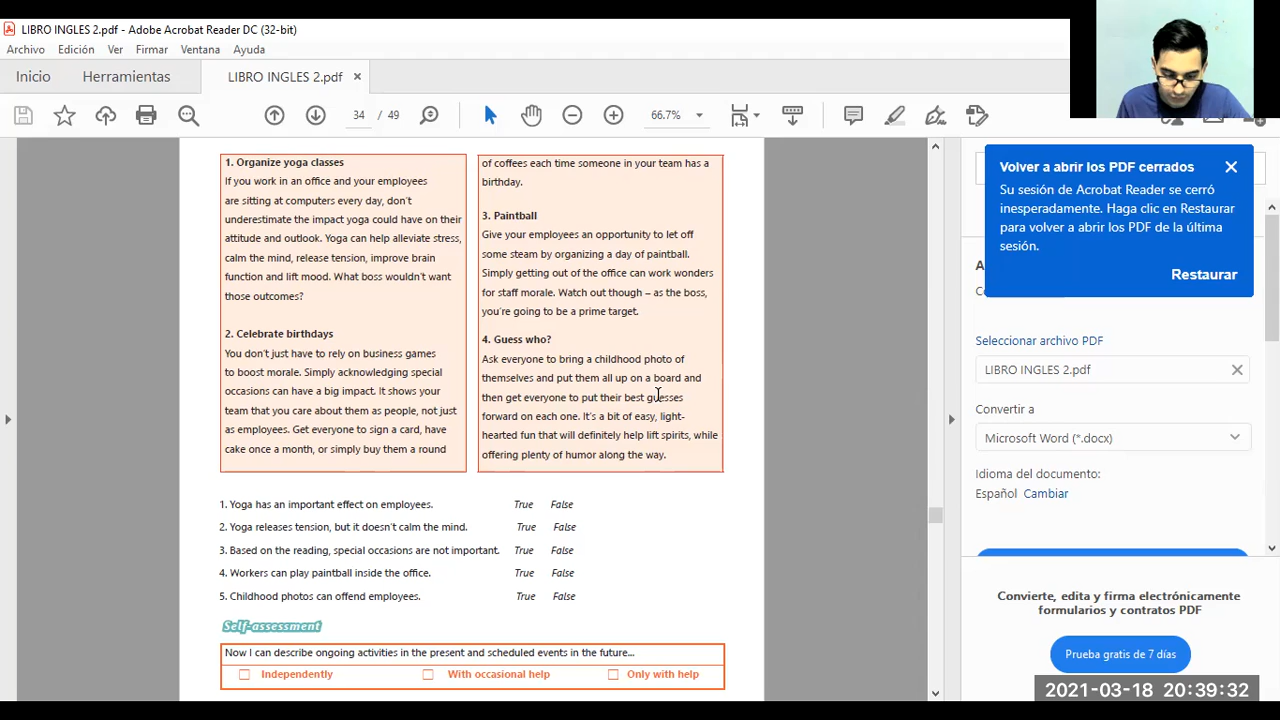 LIBRO INGLES 2.pdf - Adobe Acrobat Reader DC (32-bit)
Archivo Edición Ver Firmar Ventana Ayuda
Inicio Herramientas LIBRO INGLES 2.pdf
34 / 49 66.7%
1. Organize yoga classes
If you work in an office and your employees
are sitting at computers every day, don't
underestimate the impact yoga could have on their
attitude and outlook. Yoga can help alleviate stress,
calm the mind, release tension, improve brain
function and lift mood. What boss wouldn't want
those outcomes?
2. Celebrate birthdays
You don't just have to rely on business games
to boost morale. Simply acknowledging special
occasions can have a big impact. It shows your
team that you care about them as people, not just
as employees. Get everyone to sign a card, have
cake once a month, or simply buy them a round
of coffees each time someone in your team has a
birthday.
3. Paintball
Give your employees an opportunity to let off
some steam by organizing a day of paintball.
Simply getting out of the office can work wonders
for staff morale. Watch out though – as the boss,
you're going to be a prime target.
4. Guess who?
Ask everyone to bring a childhood photo of
themselves and put them all up on a board and
then get everyone to put their best guesses
forward on each one. It's a bit of easy, light-
hearted fun that will definitely help lift spirits, while
offering plenty of humor along the way.
1. Yoga has an important effect on employees. True False
2. Yoga releases tension, but it doesn't calm the mind. True False
3. Based on the reading, special occasions are not important. True False
4. Workers can play paintball inside the office. True False
5. Childhood photos can offend employees. True False
Self-assessment
Now I can describe ongoing activities in the present and scheduled events in the future...
Independently With occasional help Only with help
Volver a abrir los PDF cerrados
Su sesión de Acrobat Reader se cerró
inesperadamente. Haga clic en Restaurar
para volver a abrir los PDF de la última
sesión.
Restaurar
Seleccionar archivo PDF
LIBRO INGLES 2.pdf
Convertir a
Microsoft Word (*.docx)
Idioma del documento:
Español Cambiar
Convierte, edita y firma electrónicamente
formularios y contratos PDF
Prueba gratis de 7 días
2021-03-18 20:39:32